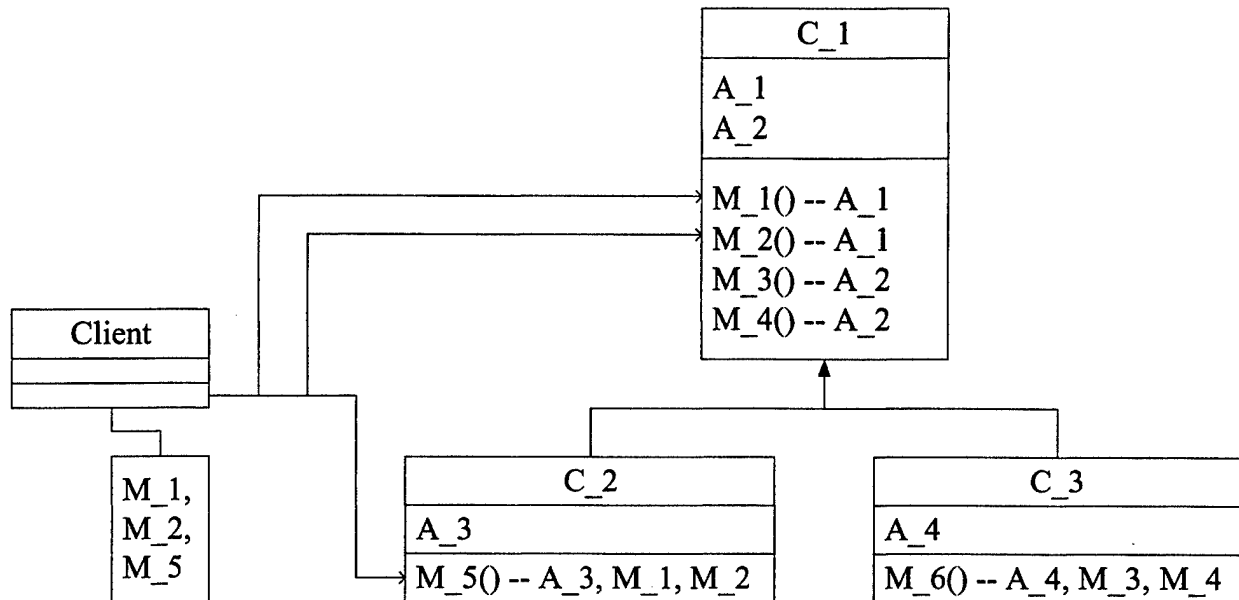 C_1
A_1
A_2
M_1() -- A_1
M_2() -- A_1
M_3() -- A_2
M_4() -- A_2
Client
M_1,
M_2,
M_5
C_2
A_3
M_5() -- A_3, M_1, M_2
C_3
A_4
M_6() -- A_4, M_3, M_4